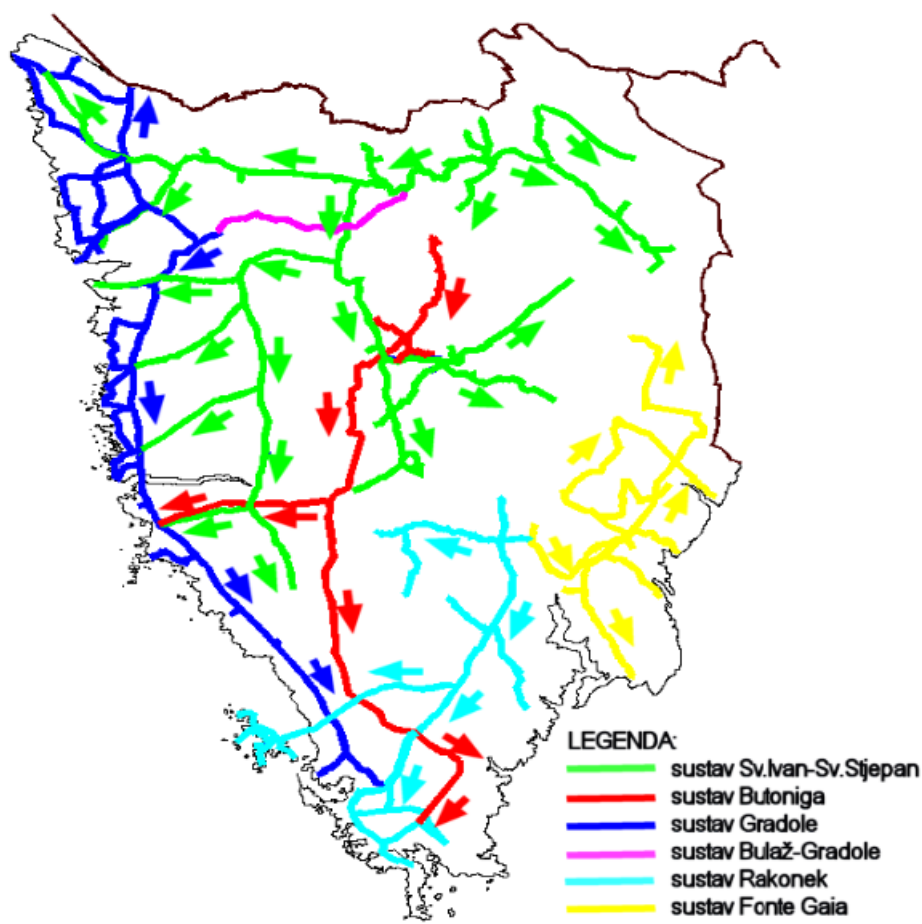 LEGENDA:
sustav Sv.Ivan-Sv.Stjepan
sustav Butoniga
sustav Gradole
sustav Bulaž-Gradole
sustav Rakonek
sustav Fonte Gaia